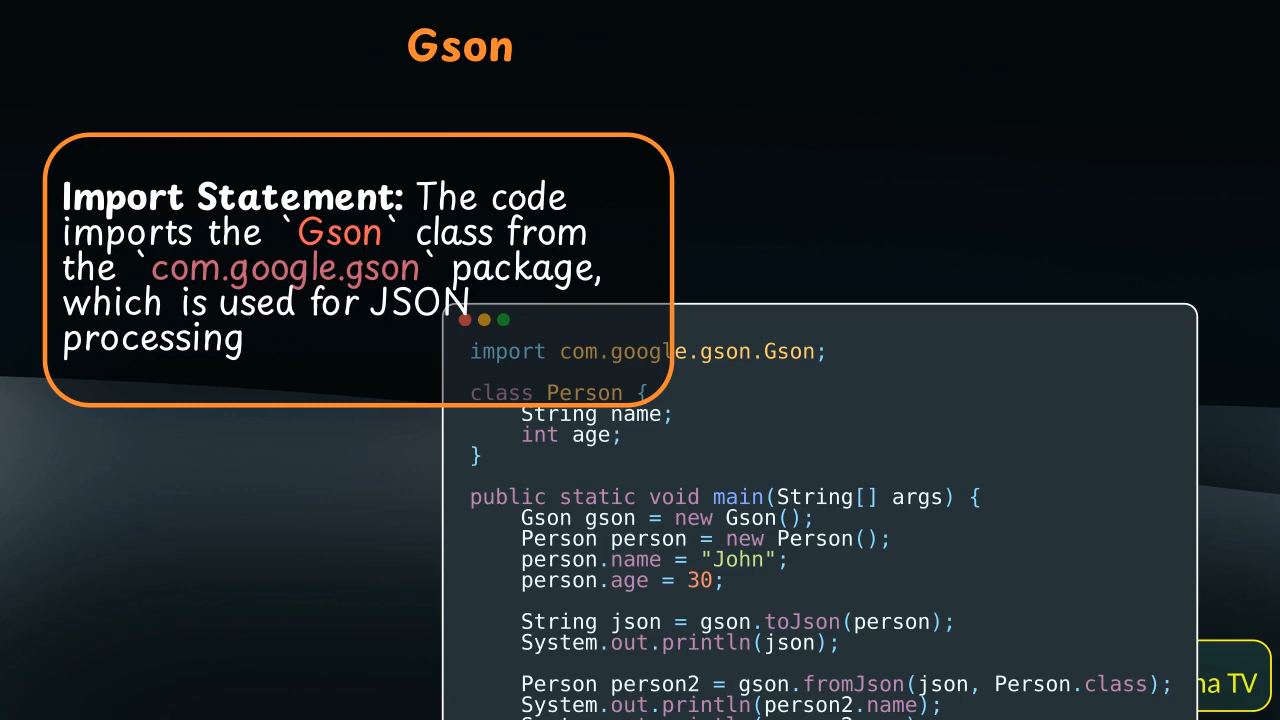 Gson
Import Statement: The code
imports the `Gson` class from
the `com.google.gson` package,
which is used for JSON
processing
import com.google.gson.Gson;
class Person {
String name;
int age;
}
public static void main(String[] args) {
Gson gson = new Gson();
Person person = new Person();
person.name = "John";
person.age = 30;
String json = gson.toJson(person);
System.out.println(json);
Person person2 = gson.fromJson(json, Person.class);
System.out.println(person2.name);
TV